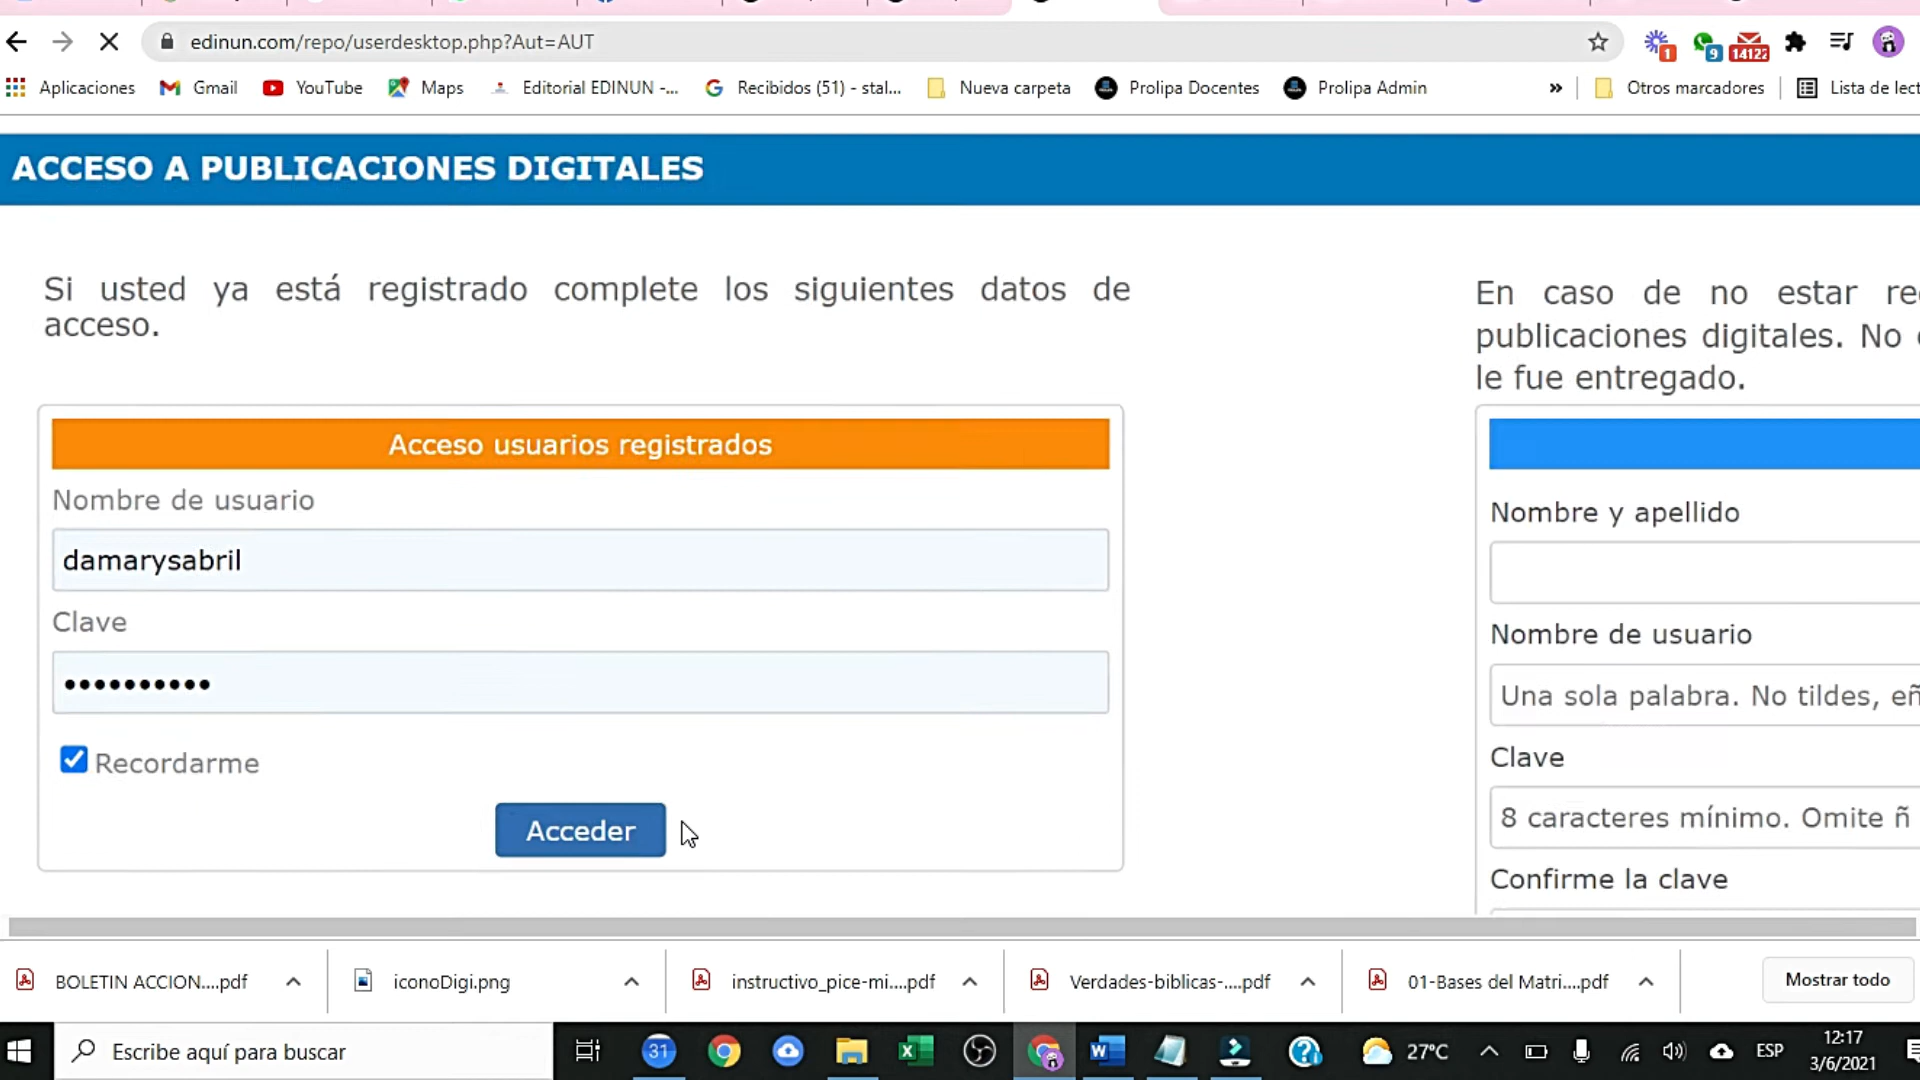 edinun.com/repo/userdesktop.php?Aut=AUT
1
9
14122
Aplicaciones
Gmail
YouTube
Maps
Editorial EDINUN -...
Recibidos (51) - stal...
Nueva carpeta
Prolipa Docentes
Prolipa Admin
»
Otros marcadores
Lista de lect
ACCESO A PUBLICACIONES DIGITALES
Si usted ya está registrado complete los siguientes datos de
acceso.
Acceso usuarios registrados
Nombre de usuario
damarysabril
Clave
••••••••••
Recordarme
Acceder
En caso de no estar re
publicaciones digitales. No
le fue entregado.
Nombre y apellido
Nombre de usuario
Una sola palabra. No tildes, eñ
Clave
8 caracteres mínimo. Omite ñ
Confirme la clave
BOLETIN ACCION....pdf
iconoDigi.png
instructivo_pice-mi....pdf
Verdades-biblicas-....pdf
01-Bases del Matri....pdf
Mostrar todo
Escribe aquí para buscar
31
27°C
ESP
12:17
3/6/2021